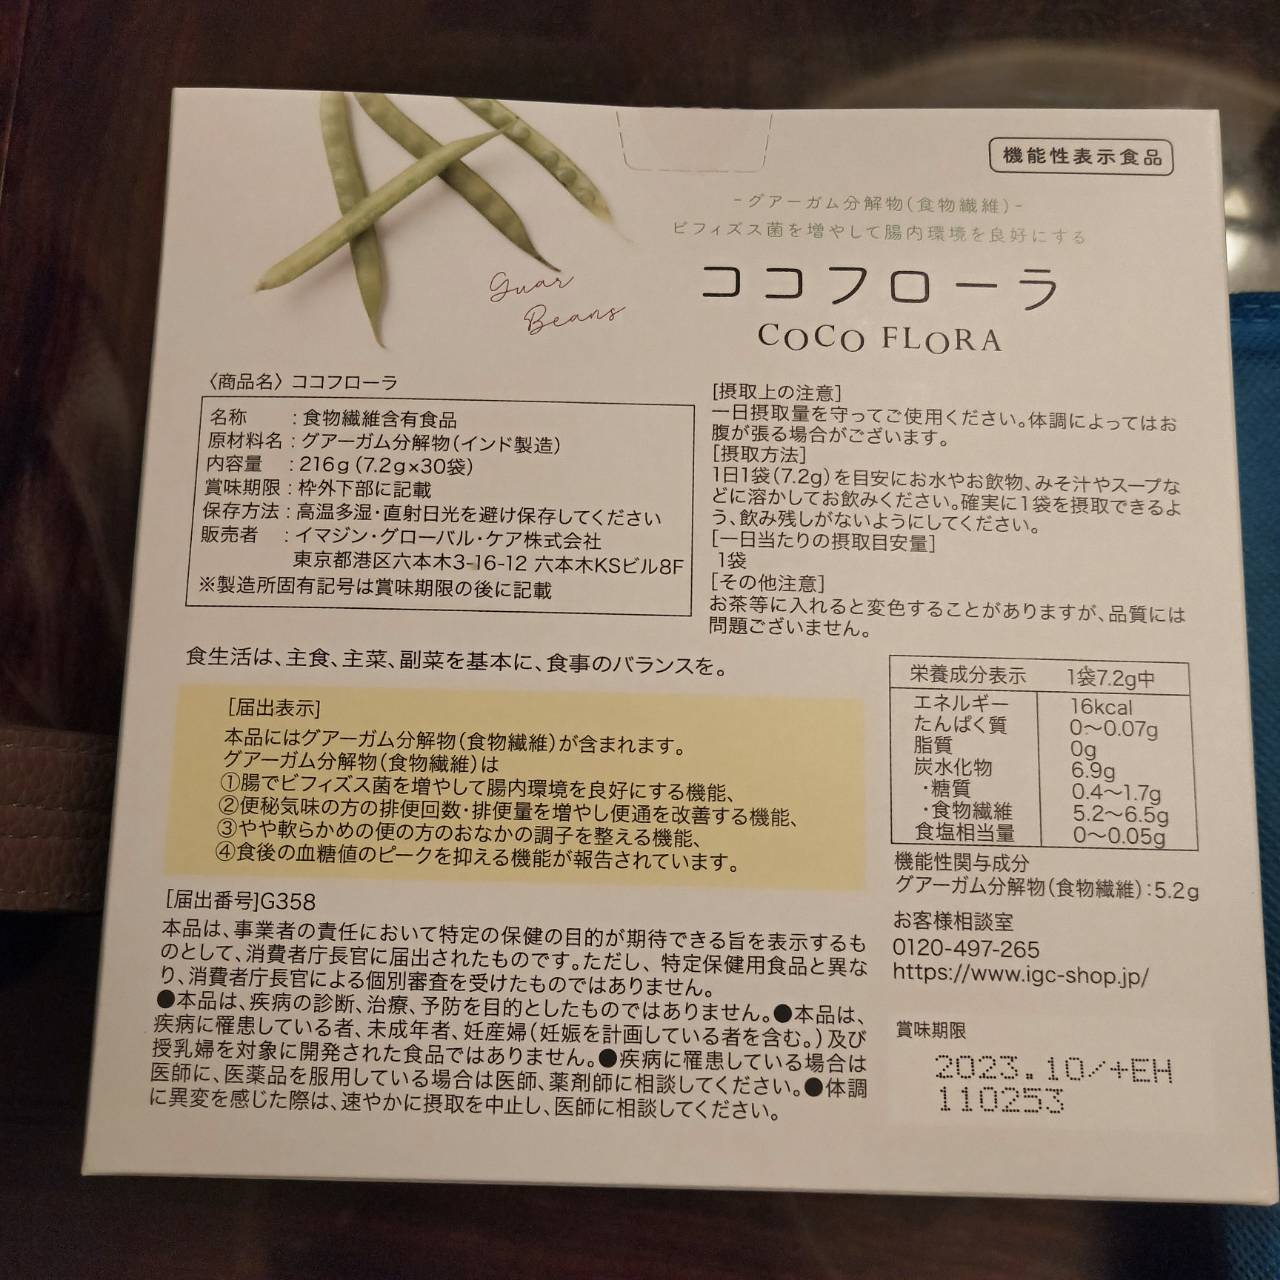 機能性表示食品
-グアーガム分解物(食物繊維)-
ビフィズス菌を増やして腸内環境を良好にする
ココフローラ
COCO FLORA
Guar
Beans
〈商品名〉ココフローラ
名称 : 食物繊維含有食品
原材料名 : グアーガム分解物(インド製造)
内容量 : 216g(7.2g×30袋)
賞味期限 : 枠外下部に記載
保存方法 : 高温多湿・直射日光を避け保存してください
販売者 : イマジン・グローバル・ケア株式会社
東京都港区六本木3-16-12 六本木KSビル8F
※製造所固有記号は賞味期限の後に記載
[摂取上の注意]
一日摂取量を守ってご使用ください。体調によってはお
腹が張る場合がございます。
[摂取方法]
1日1袋(7.2g)を目安にお水やお飲物、みそ汁やスープな
どに溶かしてお飲みください。確実に1袋を摂取できるよ
う、飲み残しがないようにしてください。
[一日当たりの摂取目安量]
1袋
[その他注意]
お茶等に入れると変色することがありますが、品質には
問題ございません。
食生活は、主食、主菜、副菜を基本に、食事のバランスを。
[届出表示]
本品にはグアーガム分解物(食物繊維)が含まれます。
グアーガム分解物(食物繊維)は
①腸でビフィズス菌を増やして腸内環境を良好にする機能、
②便秘気味の方の排便回数・排便量を増やし便通を改善する機能、
③やや軟らかめの便の方のおなかの調子を整える機能、
④食後の血糖値のピークを抑える機能が報告されています。
[届出番号]G358
本品は、事業者の責任において特定の保健の目的が期待できる旨を表示するも
のとして、消費者庁長官に届出されたものです。ただし、特定保健用食品と異な
り、消費者庁長官による個別審査を受けたものではありません。
●本品は、疾病の診断、治療、予防を目的としたものではありません。●本品は、
疾病に罹患している者、未成年者、妊産婦(妊娠を計画している者を含む。)及び
授乳婦を対象に開発された食品ではありません。●疾病に罹患している場合は
医師に、医薬品を服用している場合は医師、薬剤師に相談してください。●体調
に異変を感じた際は、速やかに摂取を中止し、医師に相談してください。
栄養成分表示 1袋7.2g中
エネルギー 16kcal
たんぱく質 0〜0.07g
脂質 0g
炭水化物 6.9g
・糖質 0.4〜1.7g
・食物繊維 5.2〜6.5g
食塩相当量 0〜0.05g
機能性関与成分
グアーガム分解物(食物繊維):5.2g
お客様相談室
0120-497-265
https://www.igc-shop.jp/
賞味期限
2023.10/+EH
110253